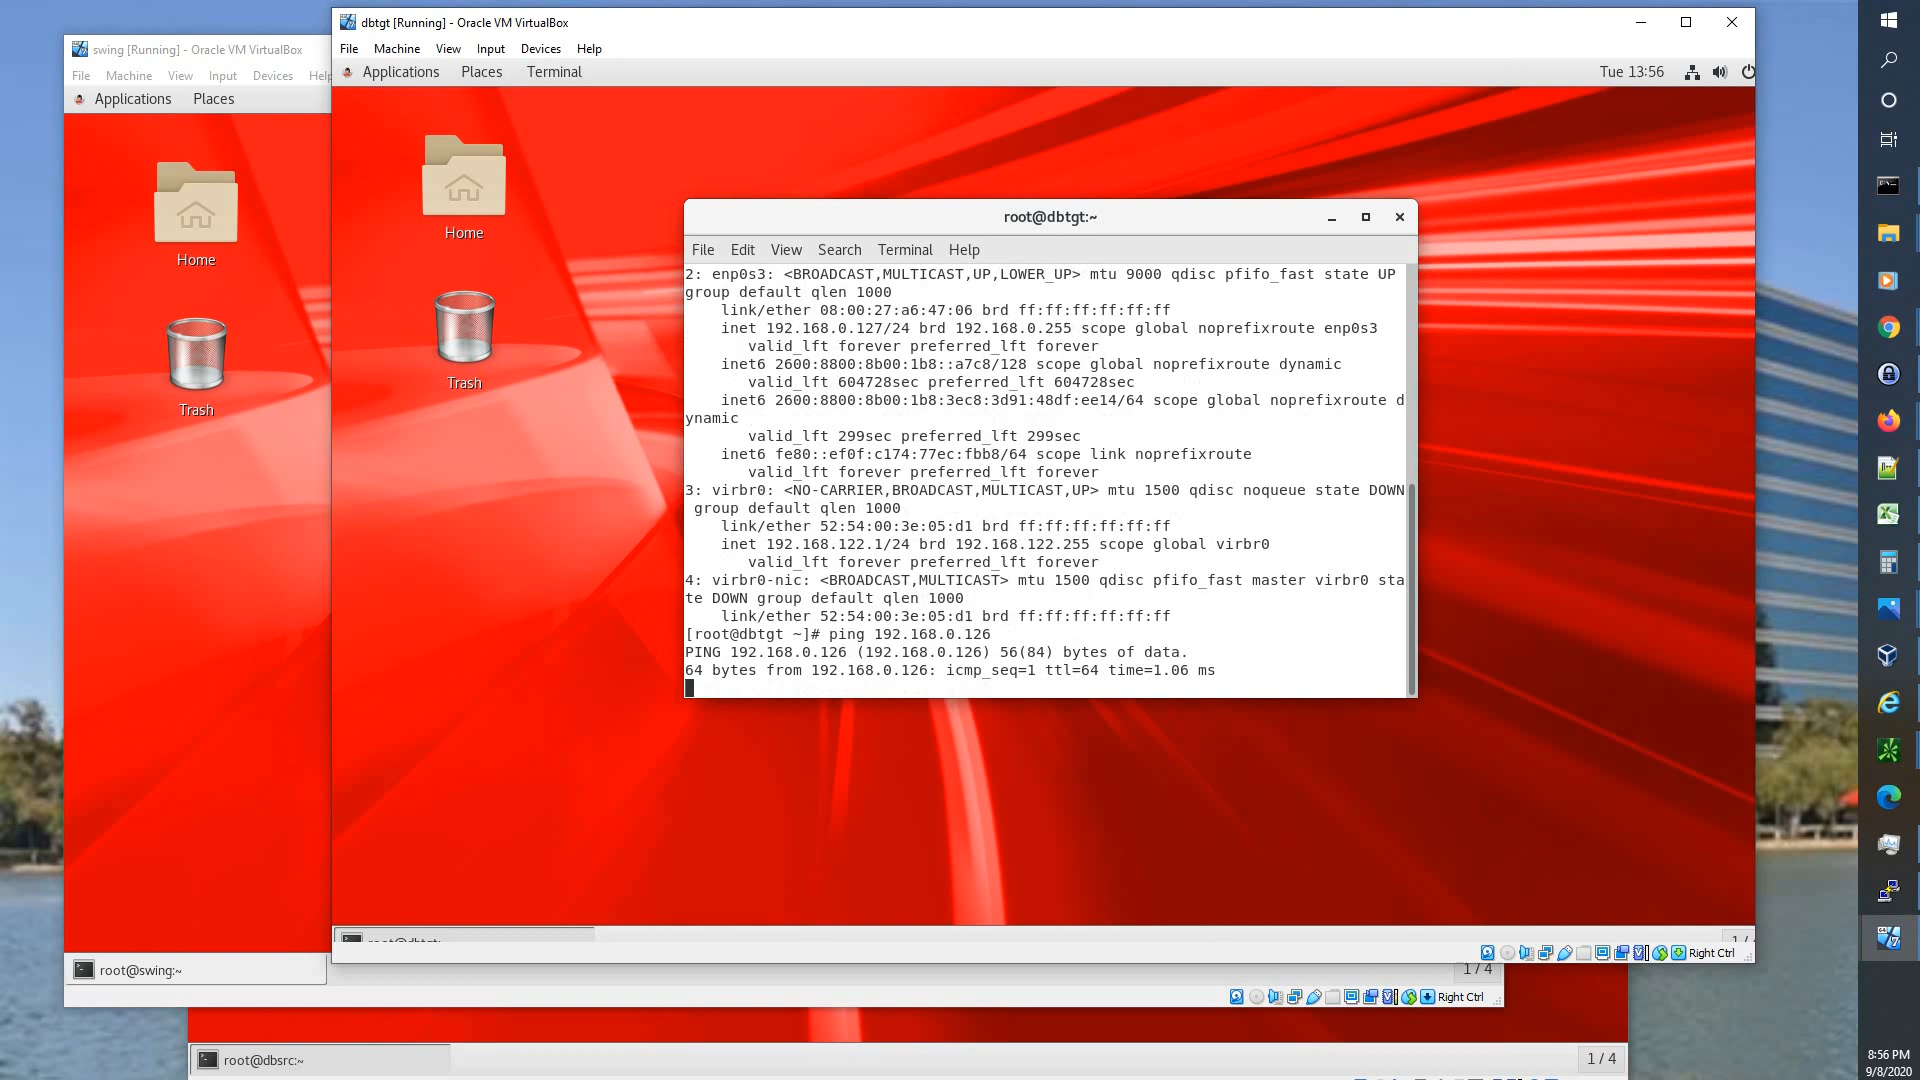 dbtgt [Running] - Oracle VM VirtualBox
File Machine View Input Devices Help
Applications Places Terminal
Tue 13:56
swing [Running] - Oracle VM VirtualBox
File Machine View Input Devices Help
Applications Places
Home
Trash
Home
Trash
root@dbtgt:~
File Edit View Search Terminal Help
2: enp0s3: <BROADCAST,MULTICAST,UP,LOWER_UP> mtu 9000 qdisc pfifo_fast state UP
group default qlen 1000
link/ether 08:00:27:a6:47:06 brd ff:ff:ff:ff:ff:ff
inet 192.168.0.127/24 brd 192.168.0.255 scope global noprefixroute enp0s3
valid_lft forever preferred_lft forever
inet6 2600:8800:8b00:1b8::a7c8/128 scope global noprefixroute dynamic
valid_lft 604728sec preferred_lft 604728sec
inet6 2600:8800:8b00:1b8:3ec8:3d91:48df:ee14/64 scope global noprefixroute d
ynamic
valid_lft 299sec preferred_lft 299sec
inet6 fe80::ef0f:c174:77ec:fbb8/64 scope link noprefixroute
valid_lft forever preferred_lft forever
3: virbr0: <NO-CARRIER,BROADCAST,MULTICAST,UP> mtu 1500 qdisc noqueue state DOWN
group default qlen 1000
link/ether 52:54:00:3e:05:d1 brd ff:ff:ff:ff:ff:ff
inet 192.168.122.1/24 brd 192.168.122.255 scope global virbr0
valid_lft forever preferred_lft forever
4: virbr0-nic: <BROADCAST,MULTICAST> mtu 1500 qdisc pfifo_fast master virbr0 sta
te DOWN group default qlen 1000
link/ether 52:54:00:3e:05:d1 brd ff:ff:ff:ff:ff:ff
[root@dbtgt ~]# ping 192.168.0.126
PING 192.168.0.126 (192.168.0.126) 56(84) bytes of data.
64 bytes from 192.168.0.126: icmp_seq=1 ttl=64 time=1.06 ms
root@dbtgt:~
Right Ctrl
root@swing:~
1 / 4
Right Ctrl
root@dbsrc:~
1 / 4
8:56 PM
9/8/2020